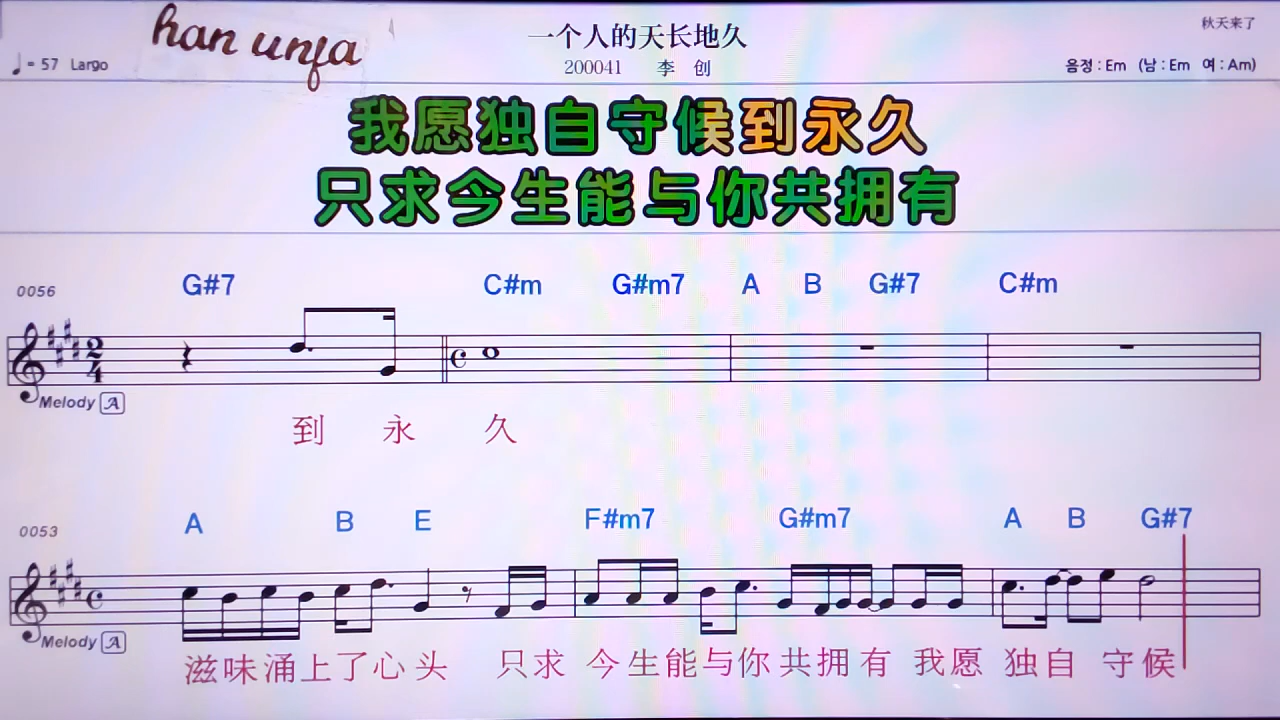 han unfa
一个人的天长地久
秋天来了
♩= 57 Largo
200041 李 创
음정 : Em (남 : Em 여 : Am)
我愿独自守候到永久
只求今生能与你共拥有
0056
G#7 C#m G#m7 A B G#7 C#m
2
4
Melody A
到 永 久
0053
A B E F#m7 G#m7 A B G#7
Melody A
滋味涌上了心头 只求 今生能与你共拥有 我愿 独自 守候